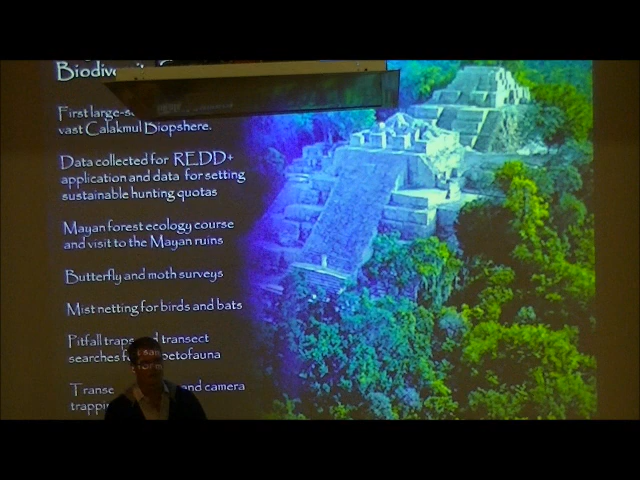 First large-s
vast Calakmul Biopshere.
Data collected for REDD+
application and data for setting
sustainable hunting quotas
Mayan forest ecology course
and visit to the Mayan ruins
Butterfly and moth surveys
Mist netting for birds and bats
Pitfall traps and transect
searches for petofauna
Transe and camera
trappin